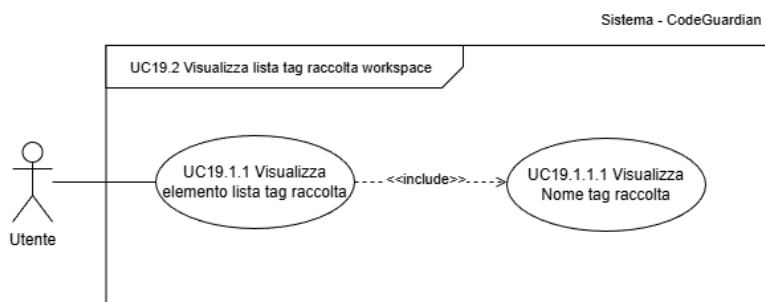 Sistema - CodeGuardian
UC19.2 Visualizza lista tag raccolta workspace
UC19.1.1 Visualizza
elemento lista tag raccolta
<<include>>
UC19.1.1.1 Visualizza
Nome tag raccolta
Utente